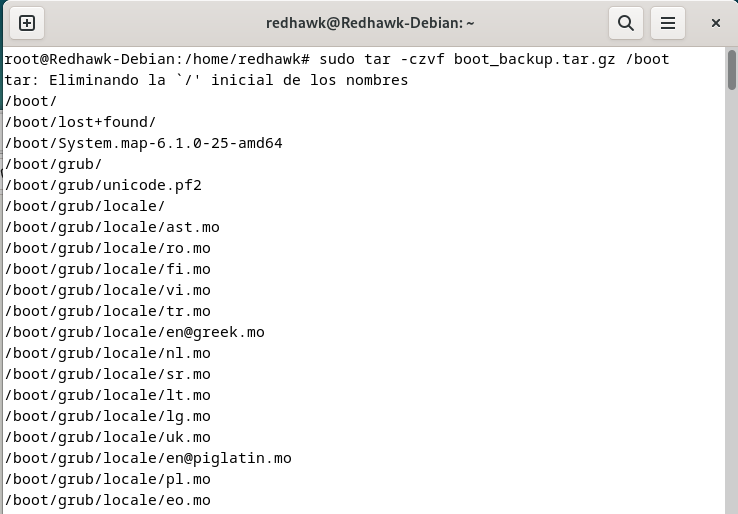 redhawk@Redhawk-Debian: ~
root@Redhawk-Debian:/home/redhawk# sudo tar -czvf boot_backup.tar.gz /boot
tar: Eliminando la `/' inicial de los nombres
/boot/
/boot/lost+found/
/boot/System.map-6.1.0-25-amd64
/boot/grub/
/boot/grub/unicode.pf2
/boot/grub/locale/
/boot/grub/locale/ast.mo
/boot/grub/locale/ro.mo
/boot/grub/locale/fi.mo
/boot/grub/locale/vi.mo
/boot/grub/locale/tr.mo
/boot/grub/locale/en@greek.mo
/boot/grub/locale/nl.mo
/boot/grub/locale/sr.mo
/boot/grub/locale/lt.mo
/boot/grub/locale/lg.mo
/boot/grub/locale/uk.mo
/boot/grub/locale/en@piglatin.mo
/boot/grub/locale/pl.mo
/boot/grub/locale/eo.mo